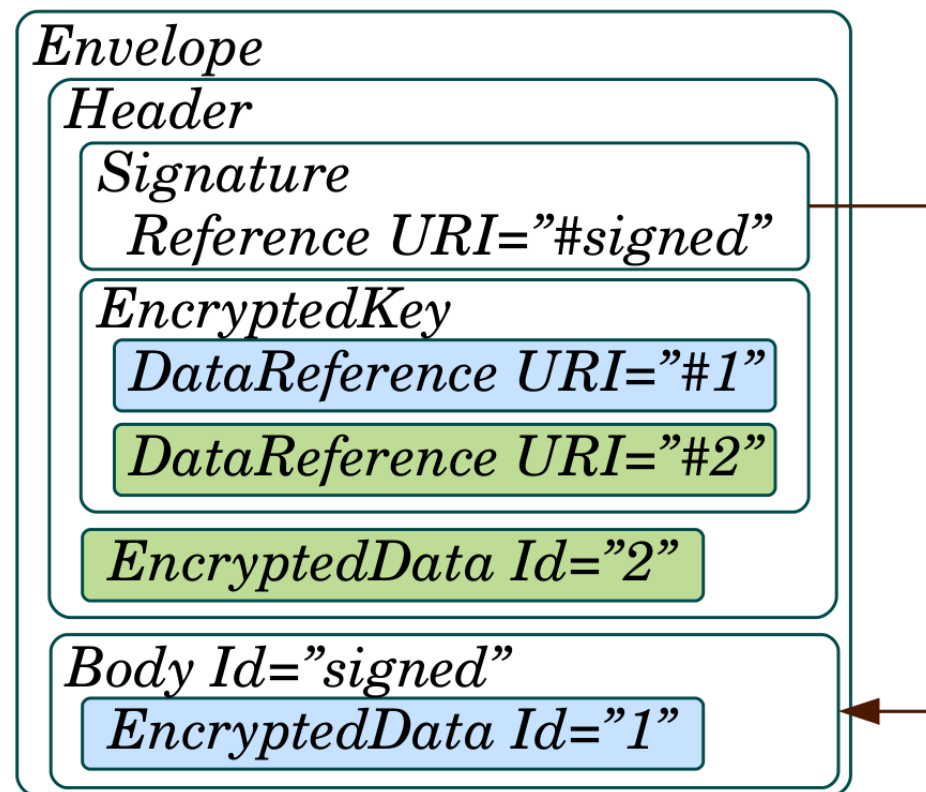 Envelope
Header
Signature
Reference URI=”#signed”
EncryptedKey
DataReference URI=”#1”
DataReference URI=”#2”
EncryptedData Id=”2”
Body Id=”signed”
EncryptedData Id=”1”